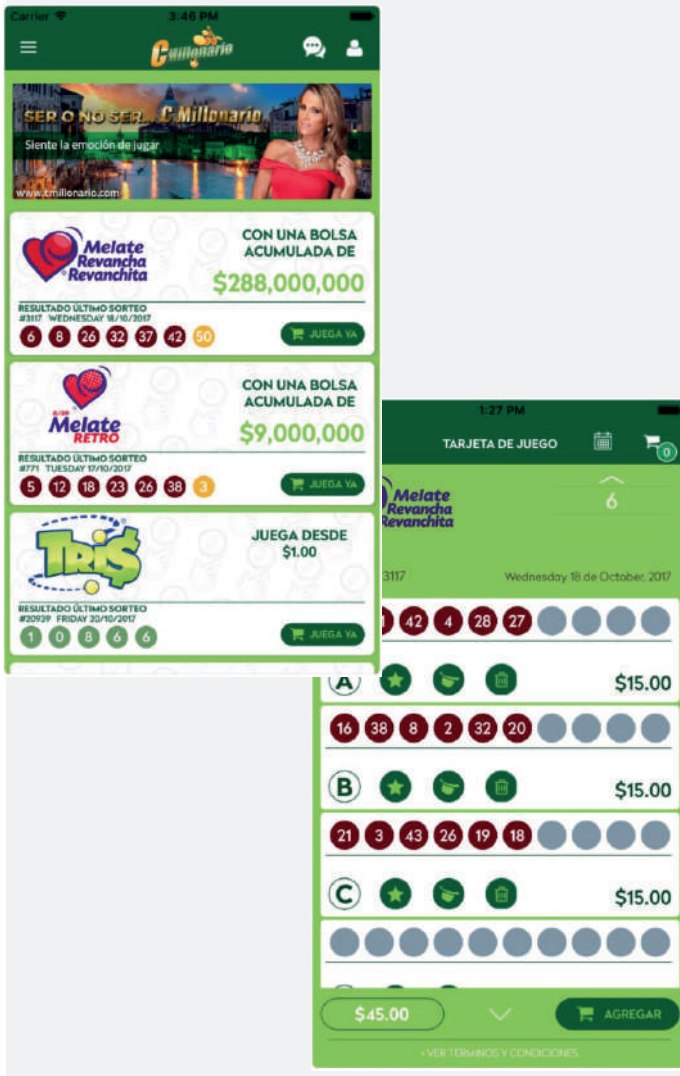 Carrier 3:46 PM
C Millonario
SER O NO SER... C Millonario.
Siente la emoción de jugar
www.cmillonario.com
Melate
Revancha
Revanchita
CON UNA BOLSA
ACUMULADA DE
$288,000,000
RESULTADO ÚLTIMO SORTEO
#3117 WEDNESDAY 18/10/2017
6 8 26 32 37 42 50
JUEGA YA
Melate
RETRO
CON UNA BOLSA
ACUMULADA DE
$9,000,000
RESULTADO ÚLTIMO SORTEO
#771 TUESDAY 17/10/2017
5 12 18 23 26 38 3
JUEGA YA
TRIS
JUEGA DESDE
$1.00
RESULTADO ÚLTIMO SORTEO
#20939 FRIDAY 20/10/2017
1 0 8 6 6
JUEGA YA
1:27 PM
TARJETA DE JUEGO
0
Melate
Revancha
Revanchita
6
3117 Wednesday 18 de October, 2017
42 4 28 27
A $15.00
16 38 8 2 32 20
B $15.00
21 3 43 26 19 18
C $15.00
$45.00 AGREGAR
VER TERMINOS Y CONDICIONES